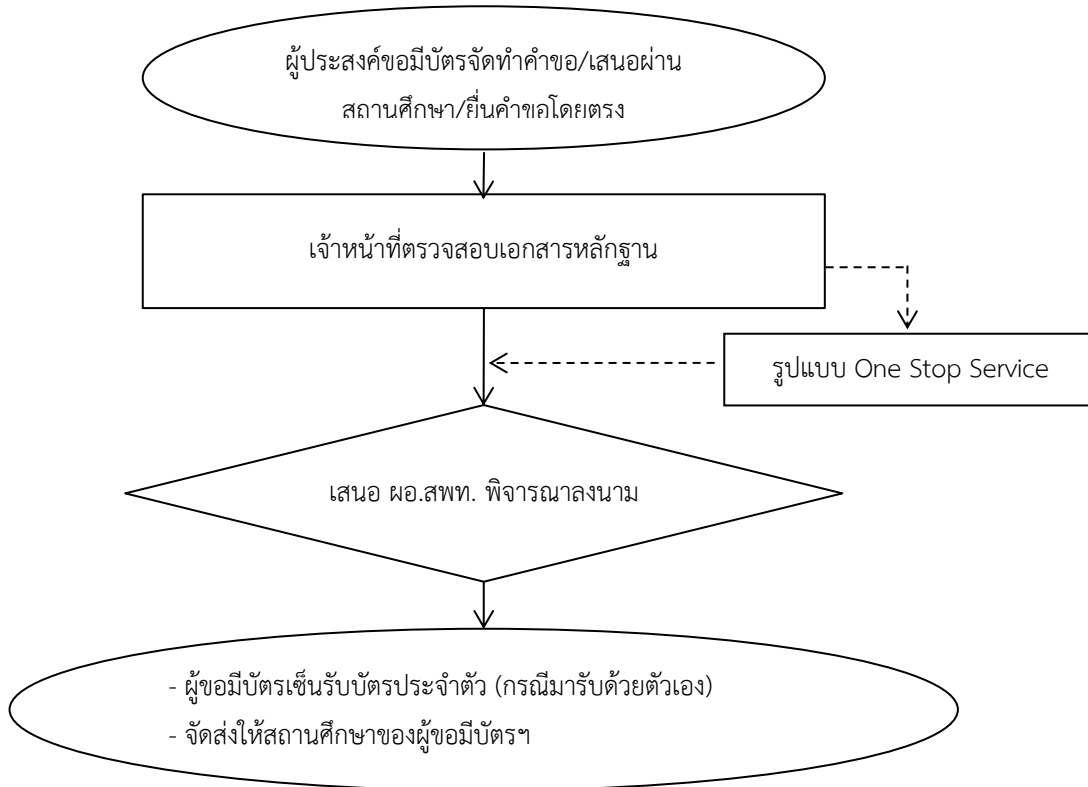 ผู้ประสงค์ขอมีบัตรจัดทำคำขอ/เสนอผ่าน
สถานศึกษา/ยื่นคำขอโดยตรง
เจ้าหน้าที่ตรวจสอบเอกสารหลักฐาน
รูปแบบ One Stop Service
เสนอ ผอ.สพท. พิจารณาลงนาม
- ผู้ขอมีบัตรเซ็นรับบัตรประจำตัว (กรณีมารับด้วยตัวเอง)
- จัดส่งให้สถานศึกษาของผู้ขอมีบัตรฯ